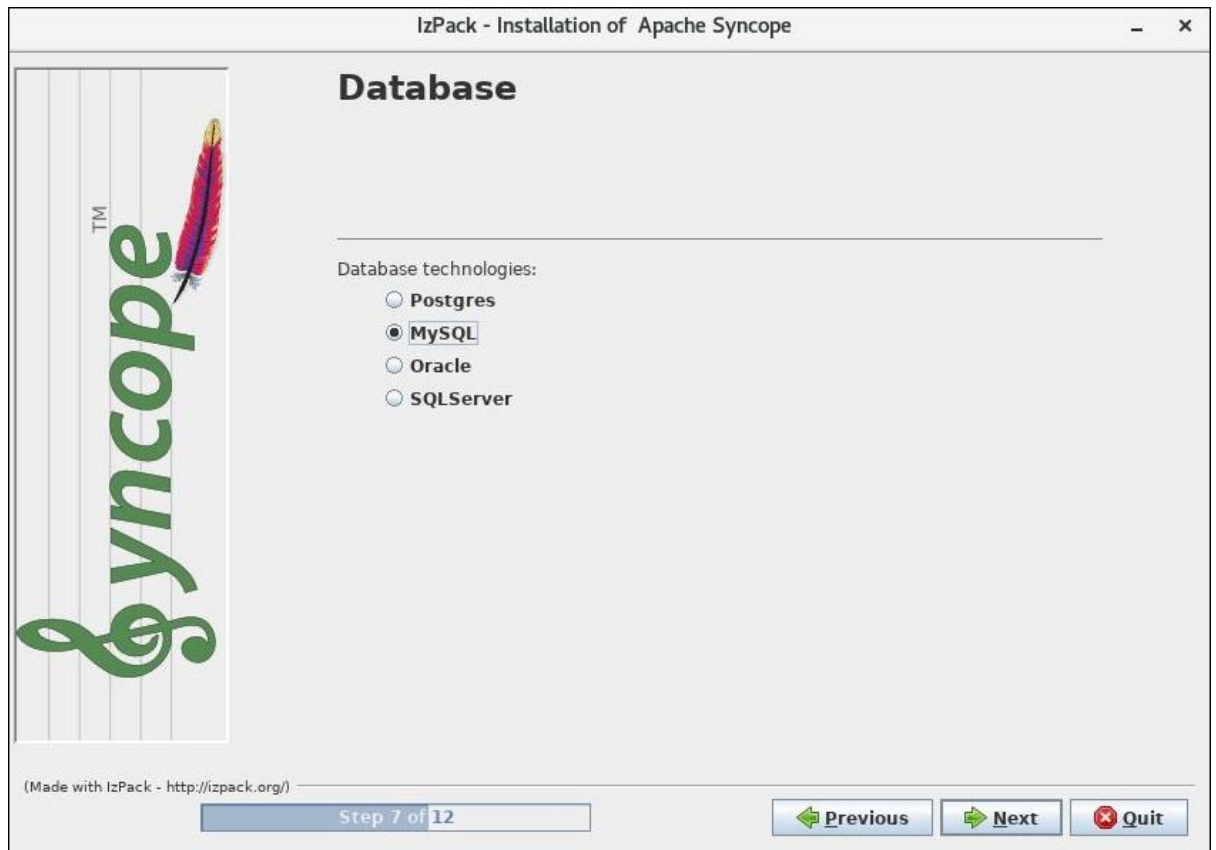 IzPack - Installation of Apache Syncope
Database
Syncope
TM
Database technologies:
Postgres
MySQL
Oracle
SQLServer
(Made with IzPack - http://izpack.org/)
Step 7 of 12
Previous
Next
Quit